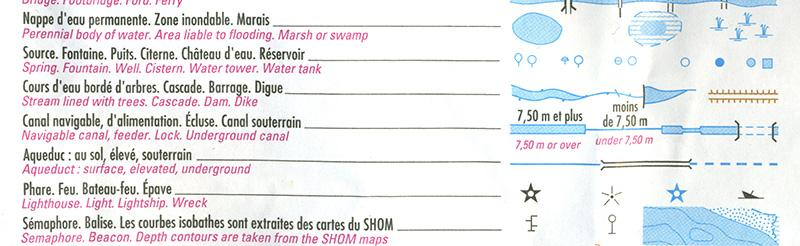 Bridge. Footbridge. Ford. Ferry
Nappe d'eau permanente. Zone inondable. Marais
Perennial body of water. Area liable to flooding. Marsh or swamp
Source. Fontaine. Puits. Citerne. Château d'eau. Réservoir
Spring. Fountain. Well. Cistern. Water tower. Water tank
Cours d'eau bordé d'arbres. Cascade. Barrage. Digue
Stream lined with trees. Cascade. Dam. Dike
Canal navigable, d'alimentation. Écluse. Canal souterrain
7,50 m et plus
moins
de 7,50 m
Navigable canal, feeder. Lock. Underground canal
7,50 m or over
under 7,50 m
Aqueduc : au sol, élevé, souterrain
Aqueduct : surface, elevated, underground
Phare. Feu. Bateau-feu. Épave
Lighthouse. Light. Lightship. Wreck
Sémaphore. Balise. Les courbes isobathes sont extraites des cartes du SHOM
Semaphore. Beacon. Depth contours are taken from the SHOM maps